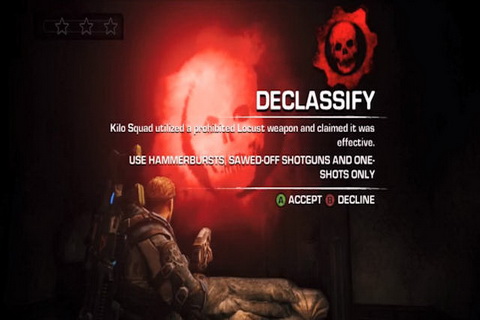 DECLASSIFY
Kilo Squad utilized a prohibited Locust weapon and claimed it was
effective.
USE HAMMERBURSTS, SAWED-OFF SHOTGUNS AND ONE-
SHOTS ONLY
A ACCEPT B DECLINE